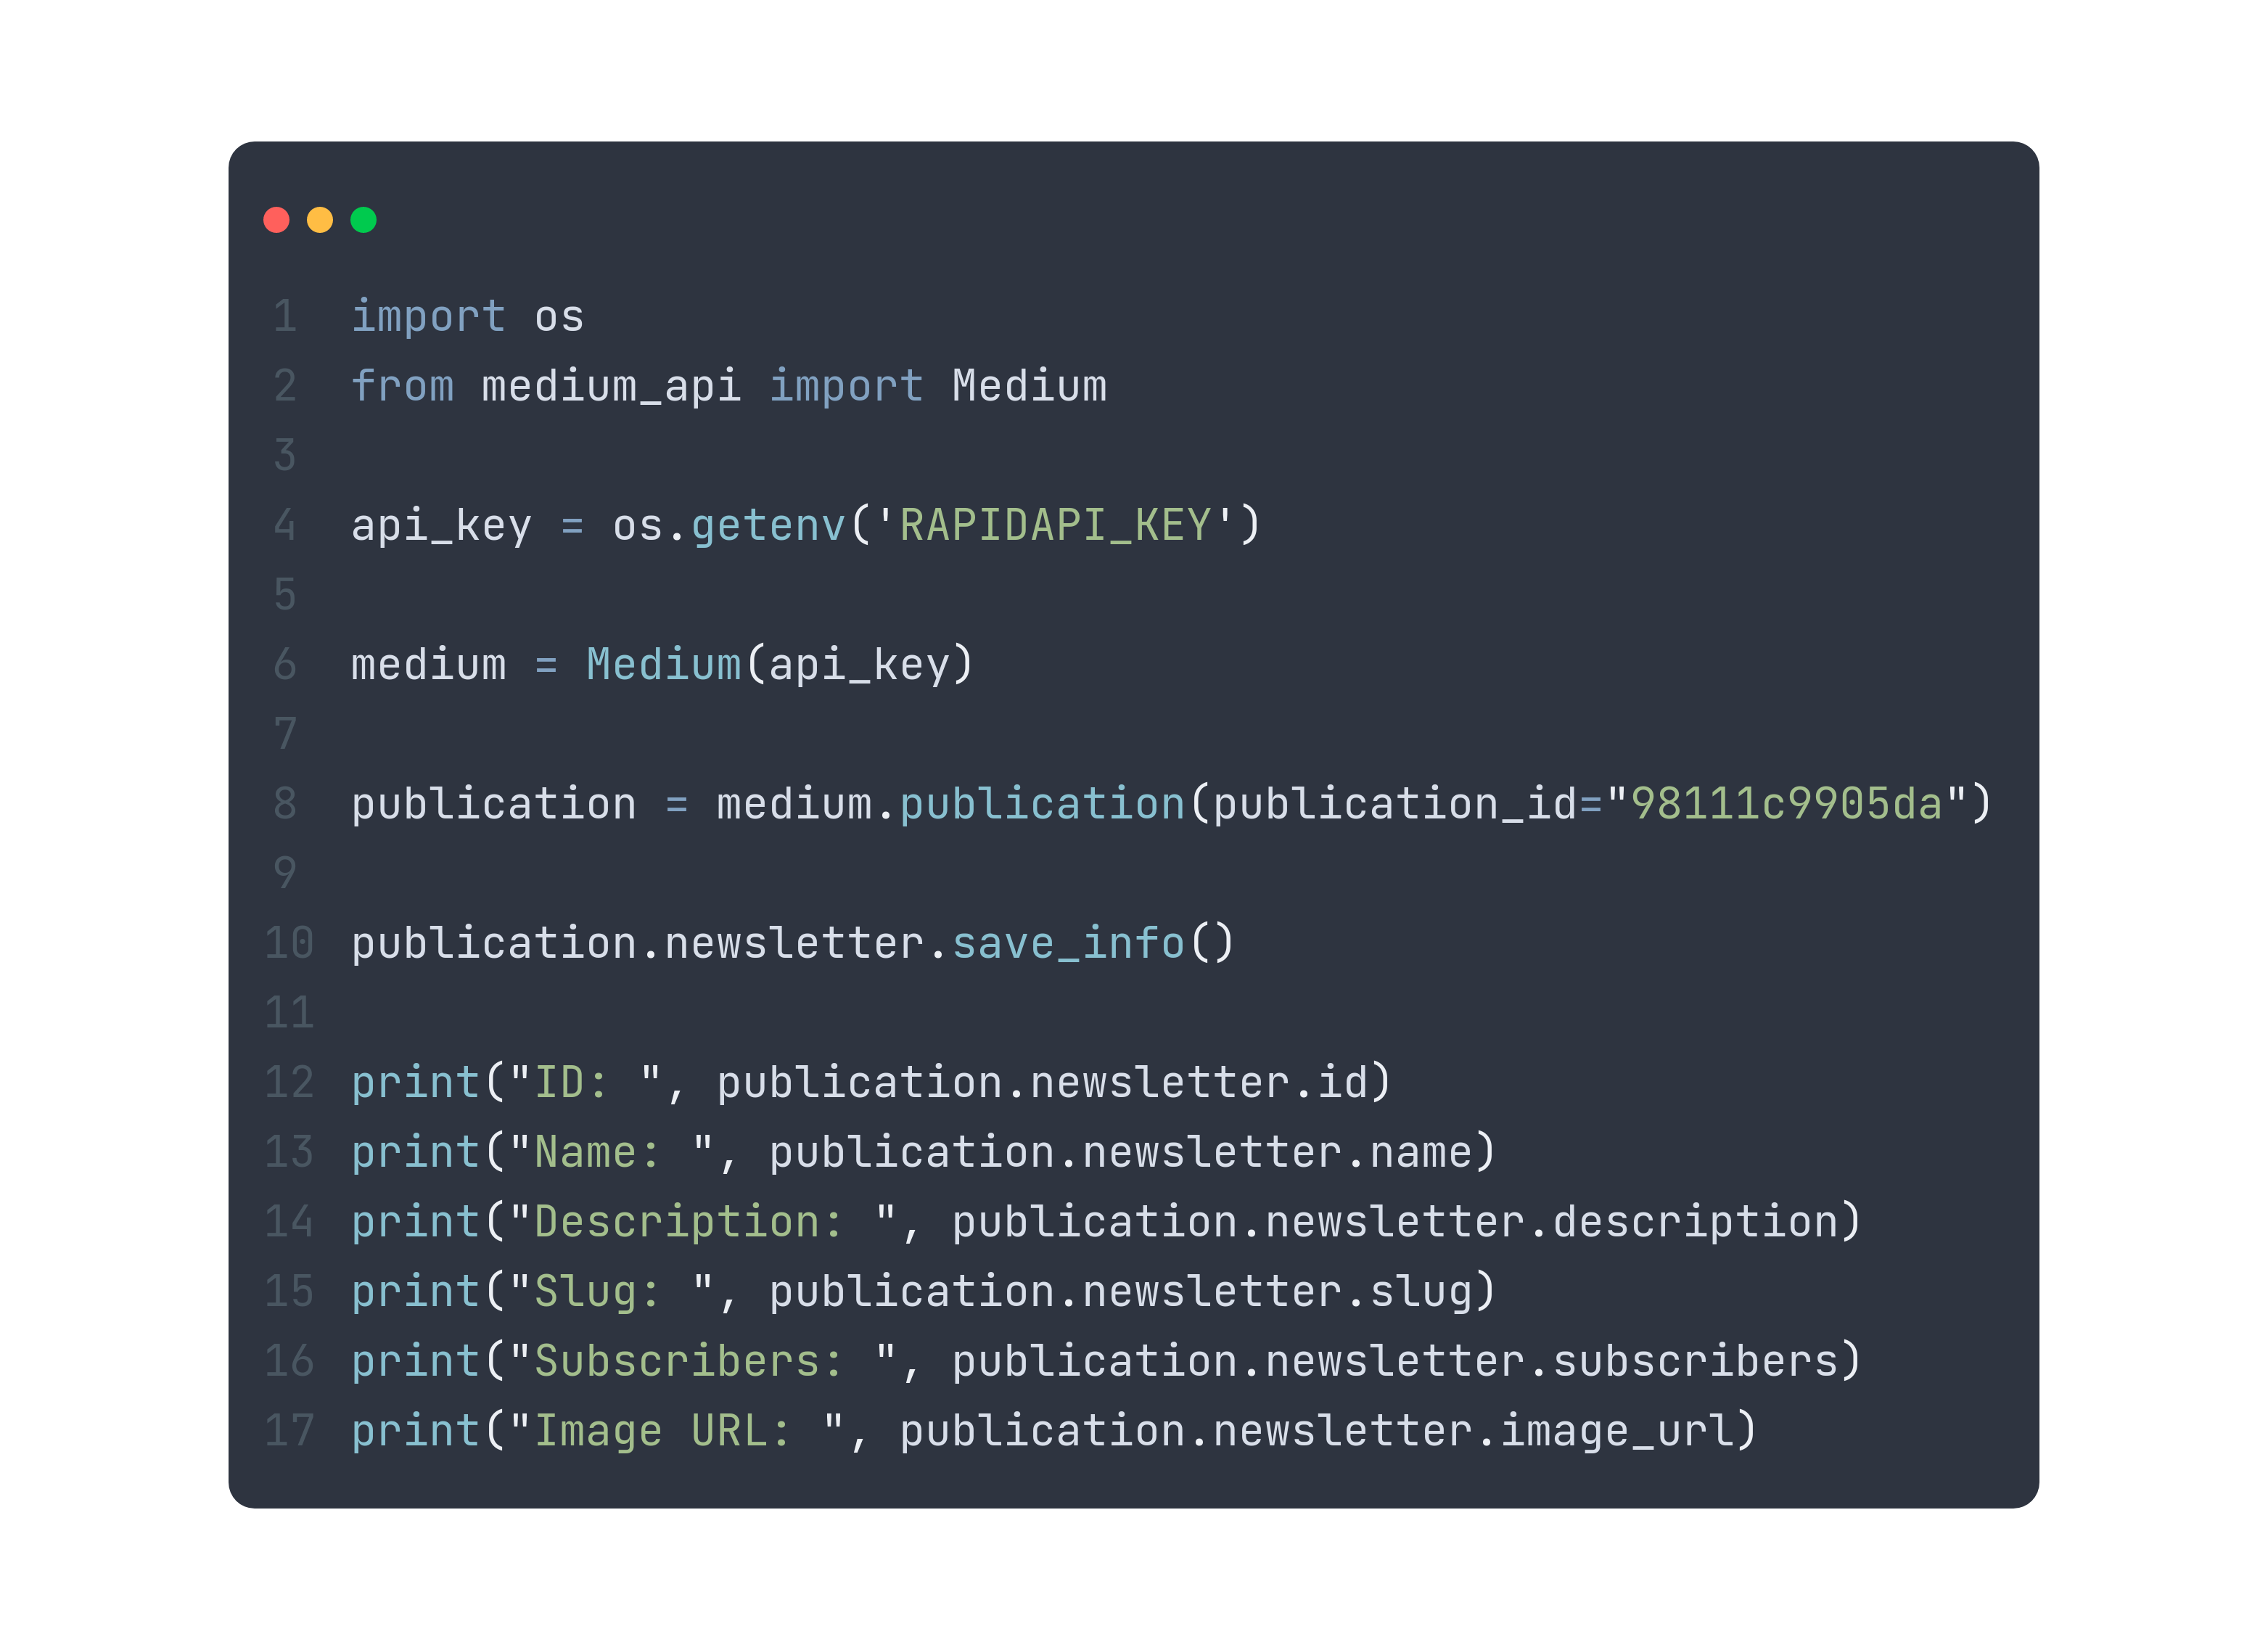 1 import os
2 from medium_api import Medium
3
4 api_key = os.getenv('RAPIDAPI_KEY')
5
6 medium = Medium(api_key)
7
8 publication = medium.publication(publication_id="98111c9905da")
9
10 publication.newsletter.save_info()
11
12 print("ID: ", publication.newsletter.id)
13 print("Name: ", publication.newsletter.name)
14 print("Description: ", publication.newsletter.description)
15 print("Slug: ", publication.newsletter.slug)
16 print("Subscribers: ", publication.newsletter.subscribers)
17 print("Image URL: ", publication.newsletter.image_url)